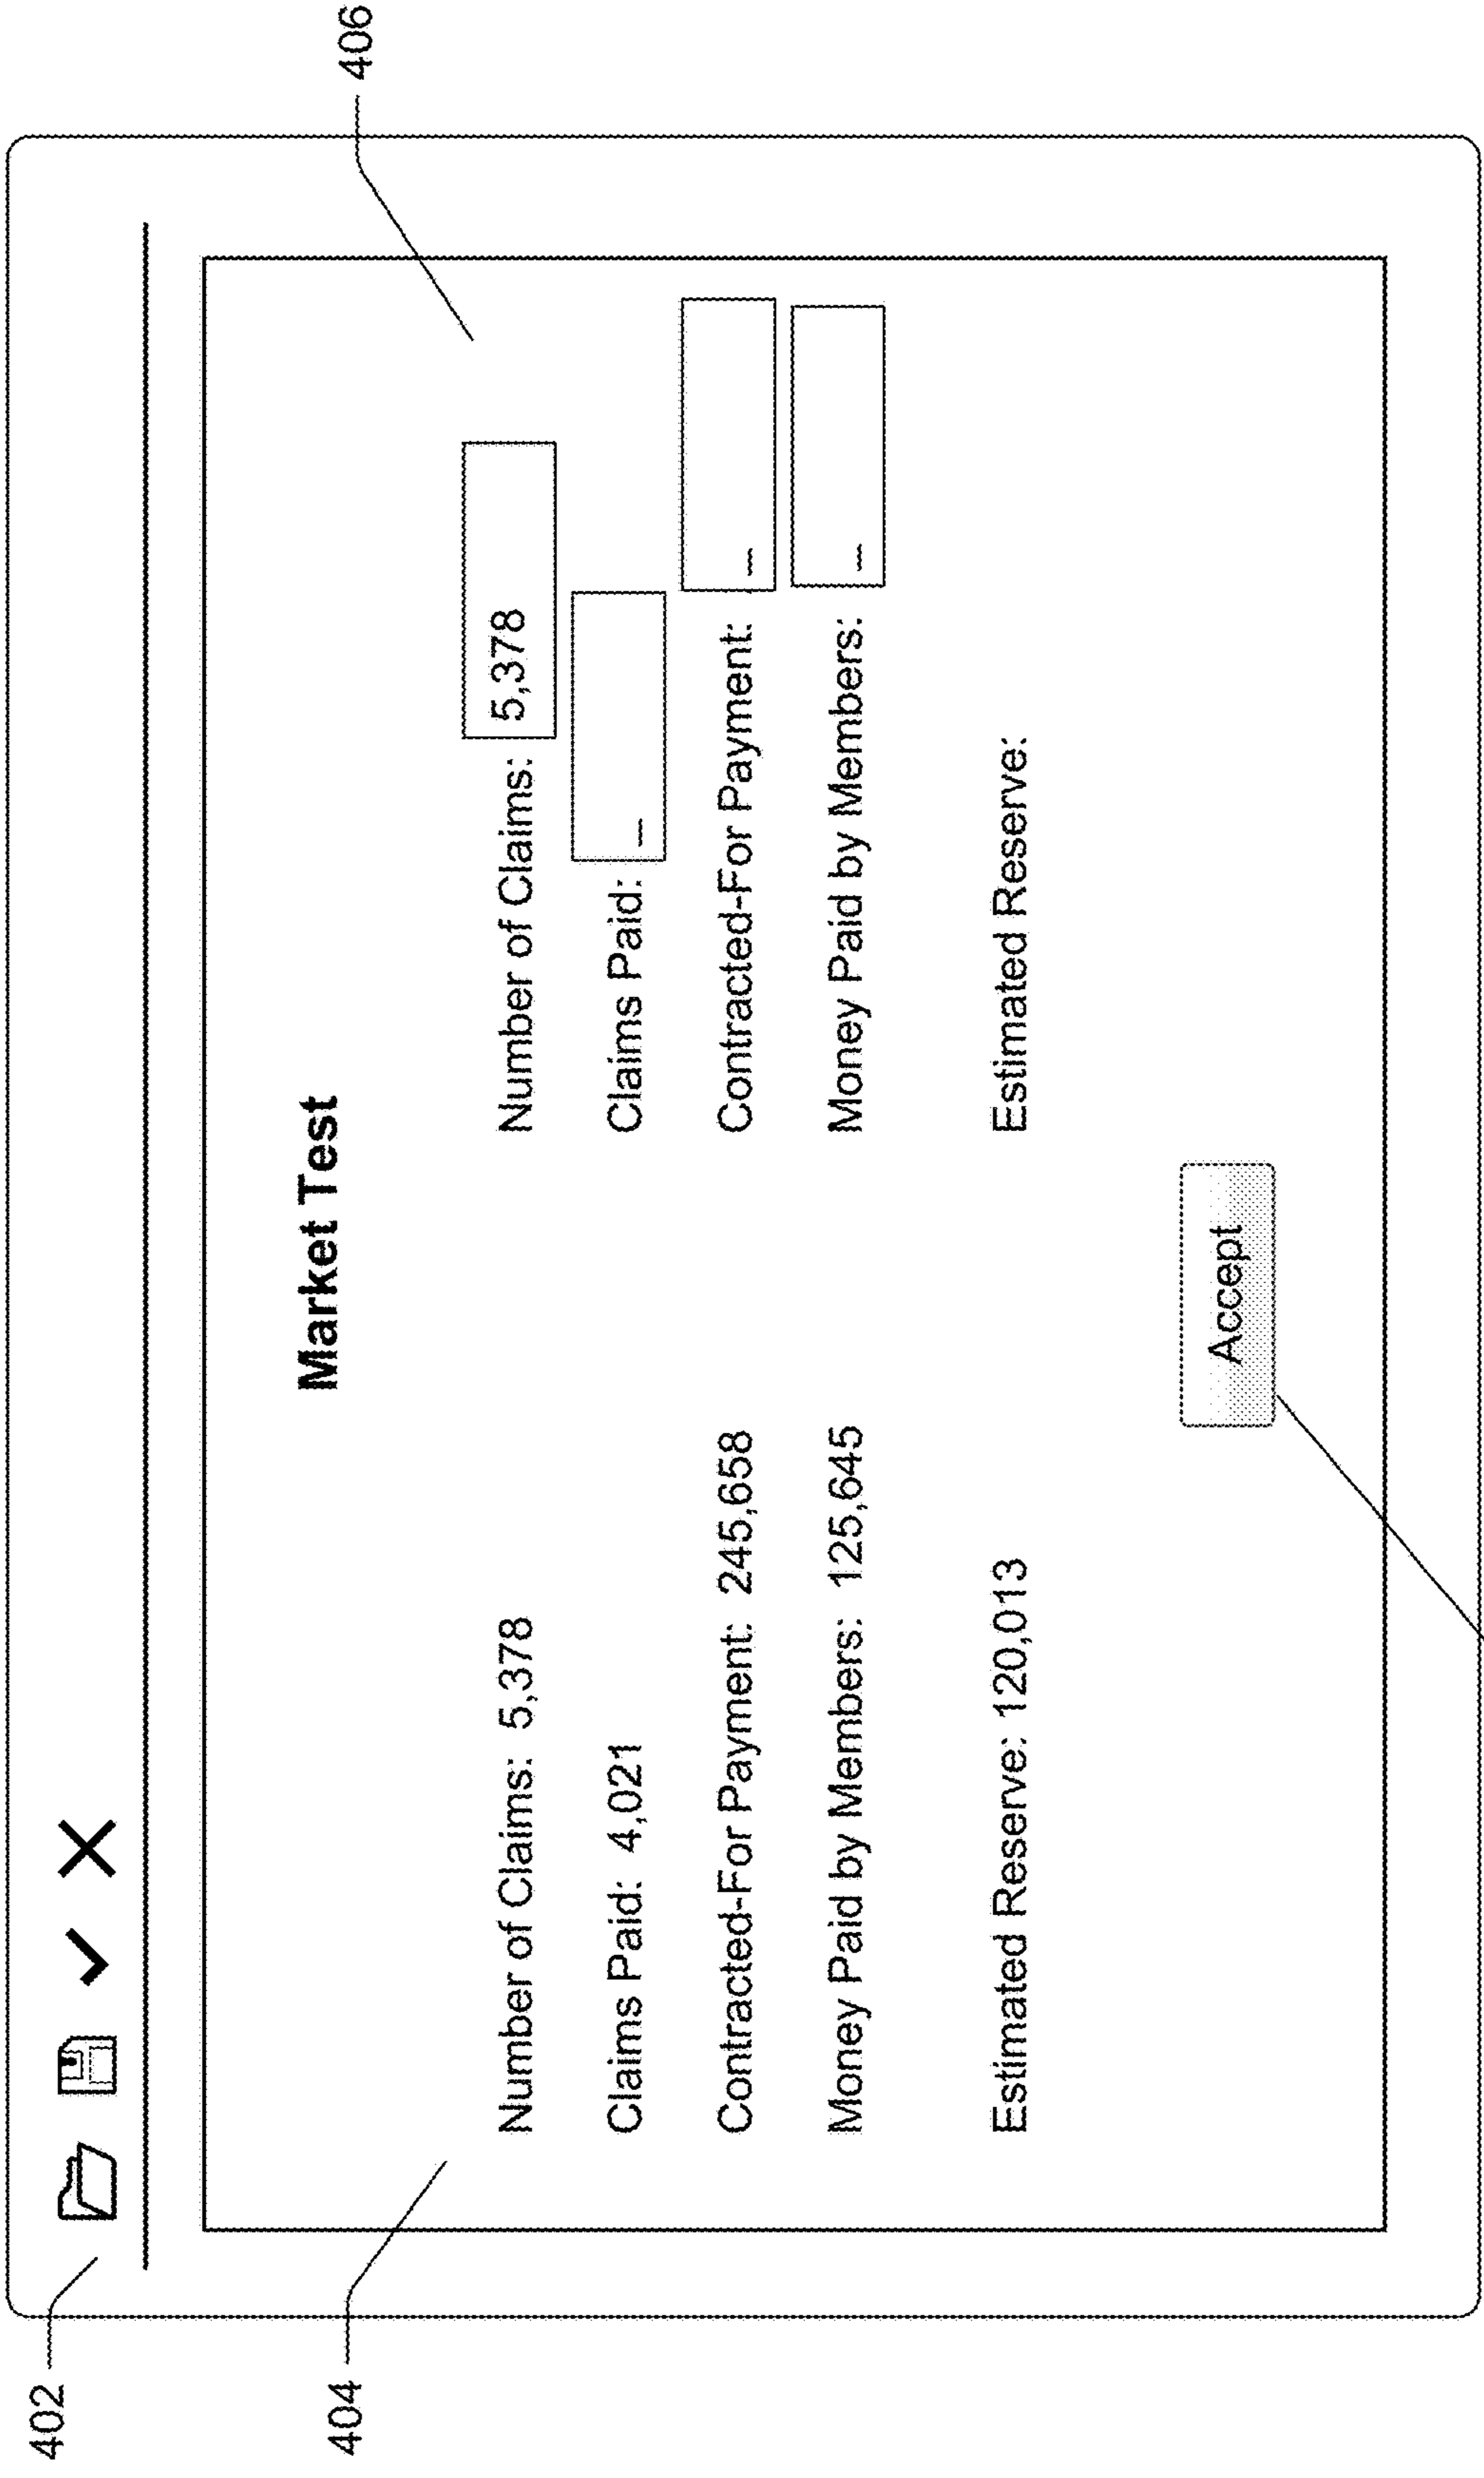 402
404
406
Market Test
Number of Claims: 5,378
Claims Paid: 4,021
Contracted-For Payment: 245,658
Money Paid by Members: 125,645
Estimated Reserve: 120,013
Number of Claims: 5,378
Claims Paid: _
Contracted-For Payment: _
Money Paid by Members: _
Estimated Reserve:
Accept